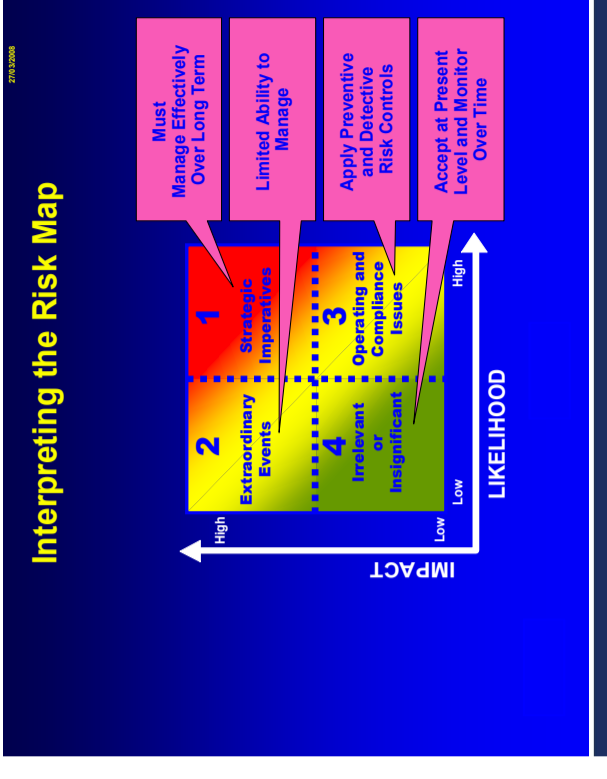 27/03/2008
Interpreting the Risk Map
IMPACT
High
Low
2
Extraordinary
Events
1
Strategic
Imperatives
4
Irrelevant
or
Insignificant
3
Operating and
Compliance
Issues
Low
High
LIKELIHOOD
Must
Manage Effectively
Over Long Term
Limited Ability to
Manage
Apply Preventive
and Detective
Risk Controls
Accept at Present
Level and Monitor
Over Time